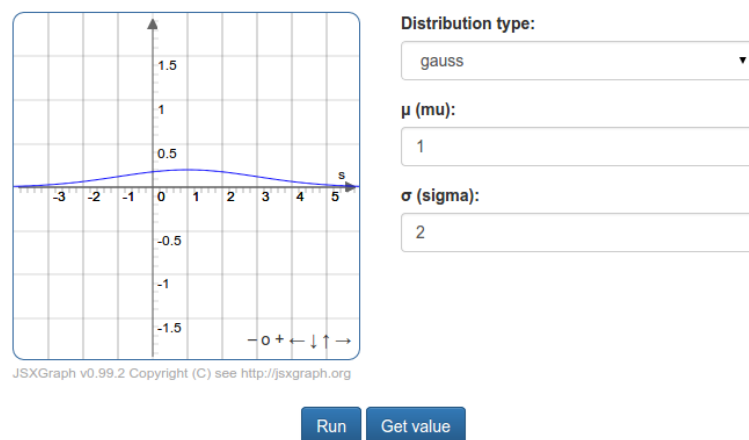 1.5
1
0.5
s
-3 -2 -1 0 1 2 3 4 5
-0.5
-1
-1.5
– o + ← ↓ ↑ →
JSXGraph v0.99.2 Copyright (C) see http://jsxgraph.org
Distribution type:
gauss
μ (mu):
1
σ (sigma):
2
Run Get value